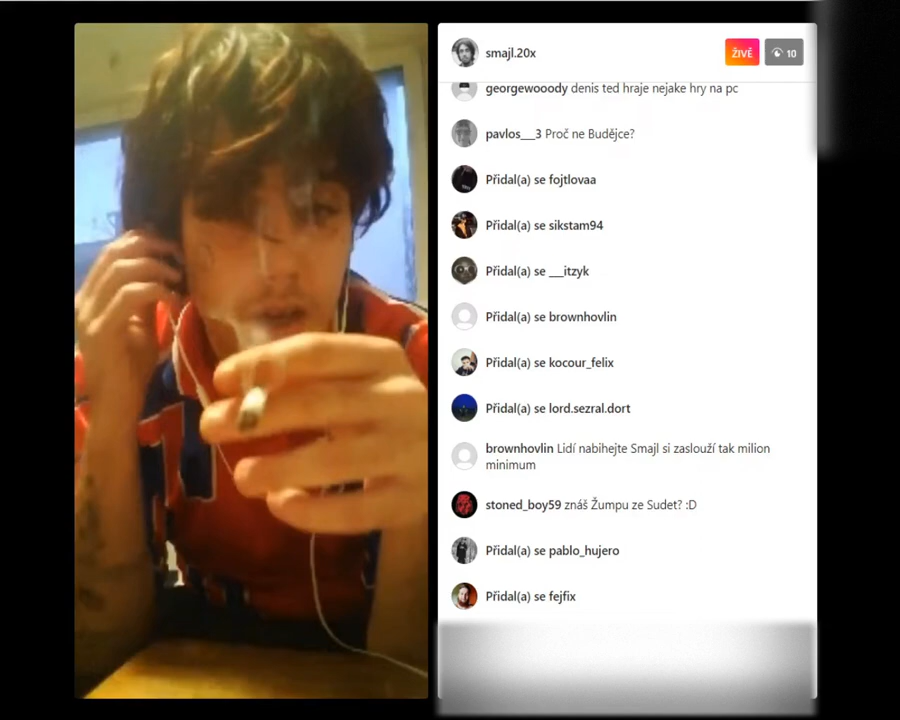 smajl.20x
ŽIVĚ
10
georgewooody denis ted hraje nejake hry na pc
pavlos___3 Proč ne Budějce?
Přidal(a) se fojtlovaa
Přidal(a) se sikstam94
Přidal(a) se ___itzyk
Přidal(a) se brownhovlin
Přidal(a) se kocour_felix
Přidal(a) se lord.sezral.dort
brownhovlin Lidí nabihejte Smajl si zaslouží tak milion
minimum
stoned_boy59 znáš Žumpu ze Sudet? :D
Přidal(a) se pablo_hujero
Přidal(a) se fejfix